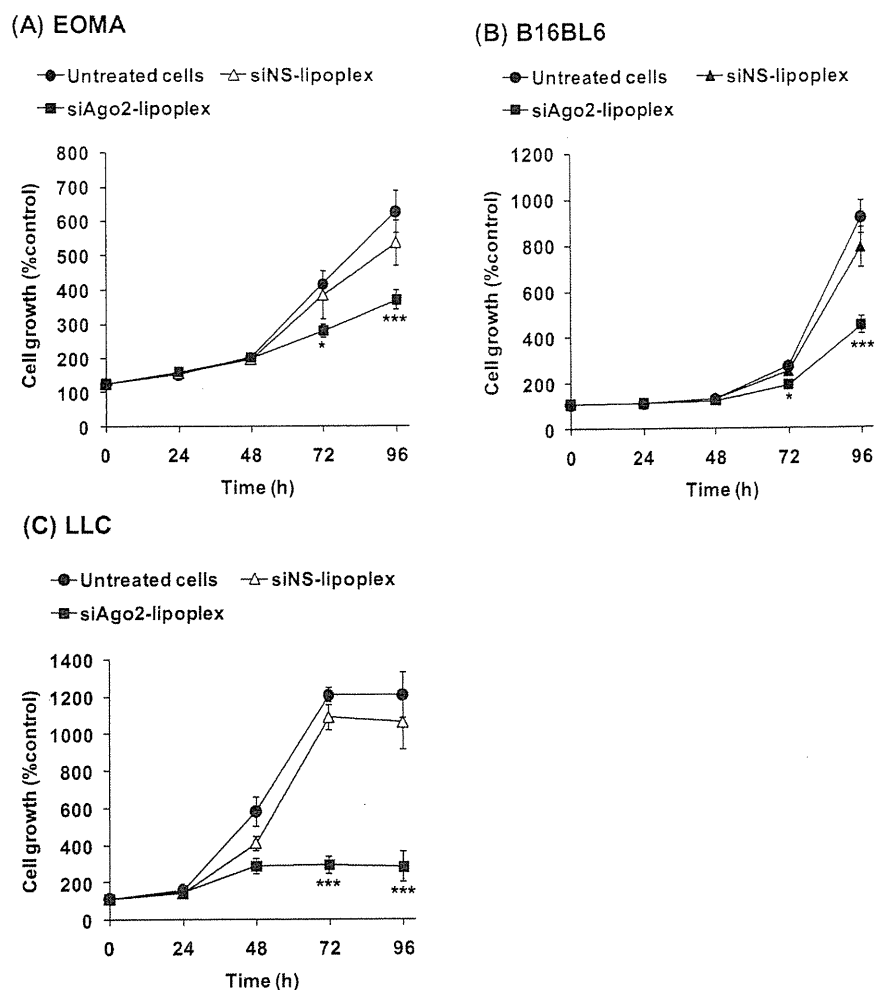 (A) EOMA
Untreated cells siNS-lipoplex
siAgo2-lipoplex
Cell growth (%control)
800
700
600
500
400
300
200
100
0
*
***
0 24 48 72 96
Time (h)
(B) B16BL6
Untreated cells siNS-lipoplex
siAgo2-lipoplex
Cell growth (%control)
1200
1000
800
400
200
0
*
***
0 24 48 72 96
Time (h)
(C) LLC
Untreated cells siNS-lipoplex
siAgo2-lipoplex
Cell growth (%control)
1400
1200
1000
800
600
400
200
0
***
***
0 24 48 72 96
Time (h)